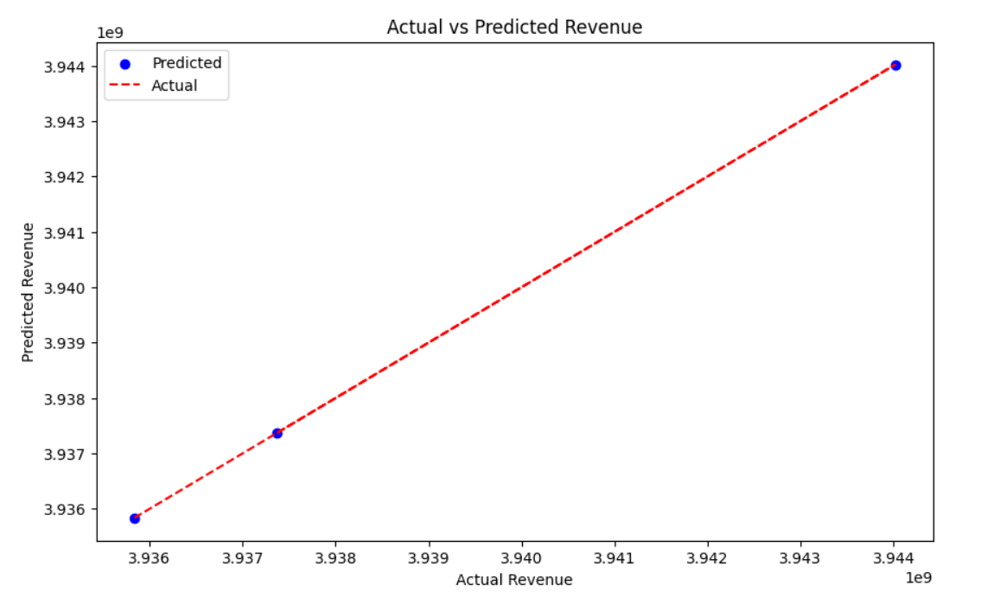 Actual vs Predicted Revenue
1e9
Predicted
Actual
3.944
3.943
3.942
3.941
3.940
3.939
3.938
3.937
3.936
Predicted Revenue
3.936 3.937 3.938 3.939 3.940 3.941 3.942 3.943 3.944
Actual Revenue
1e9